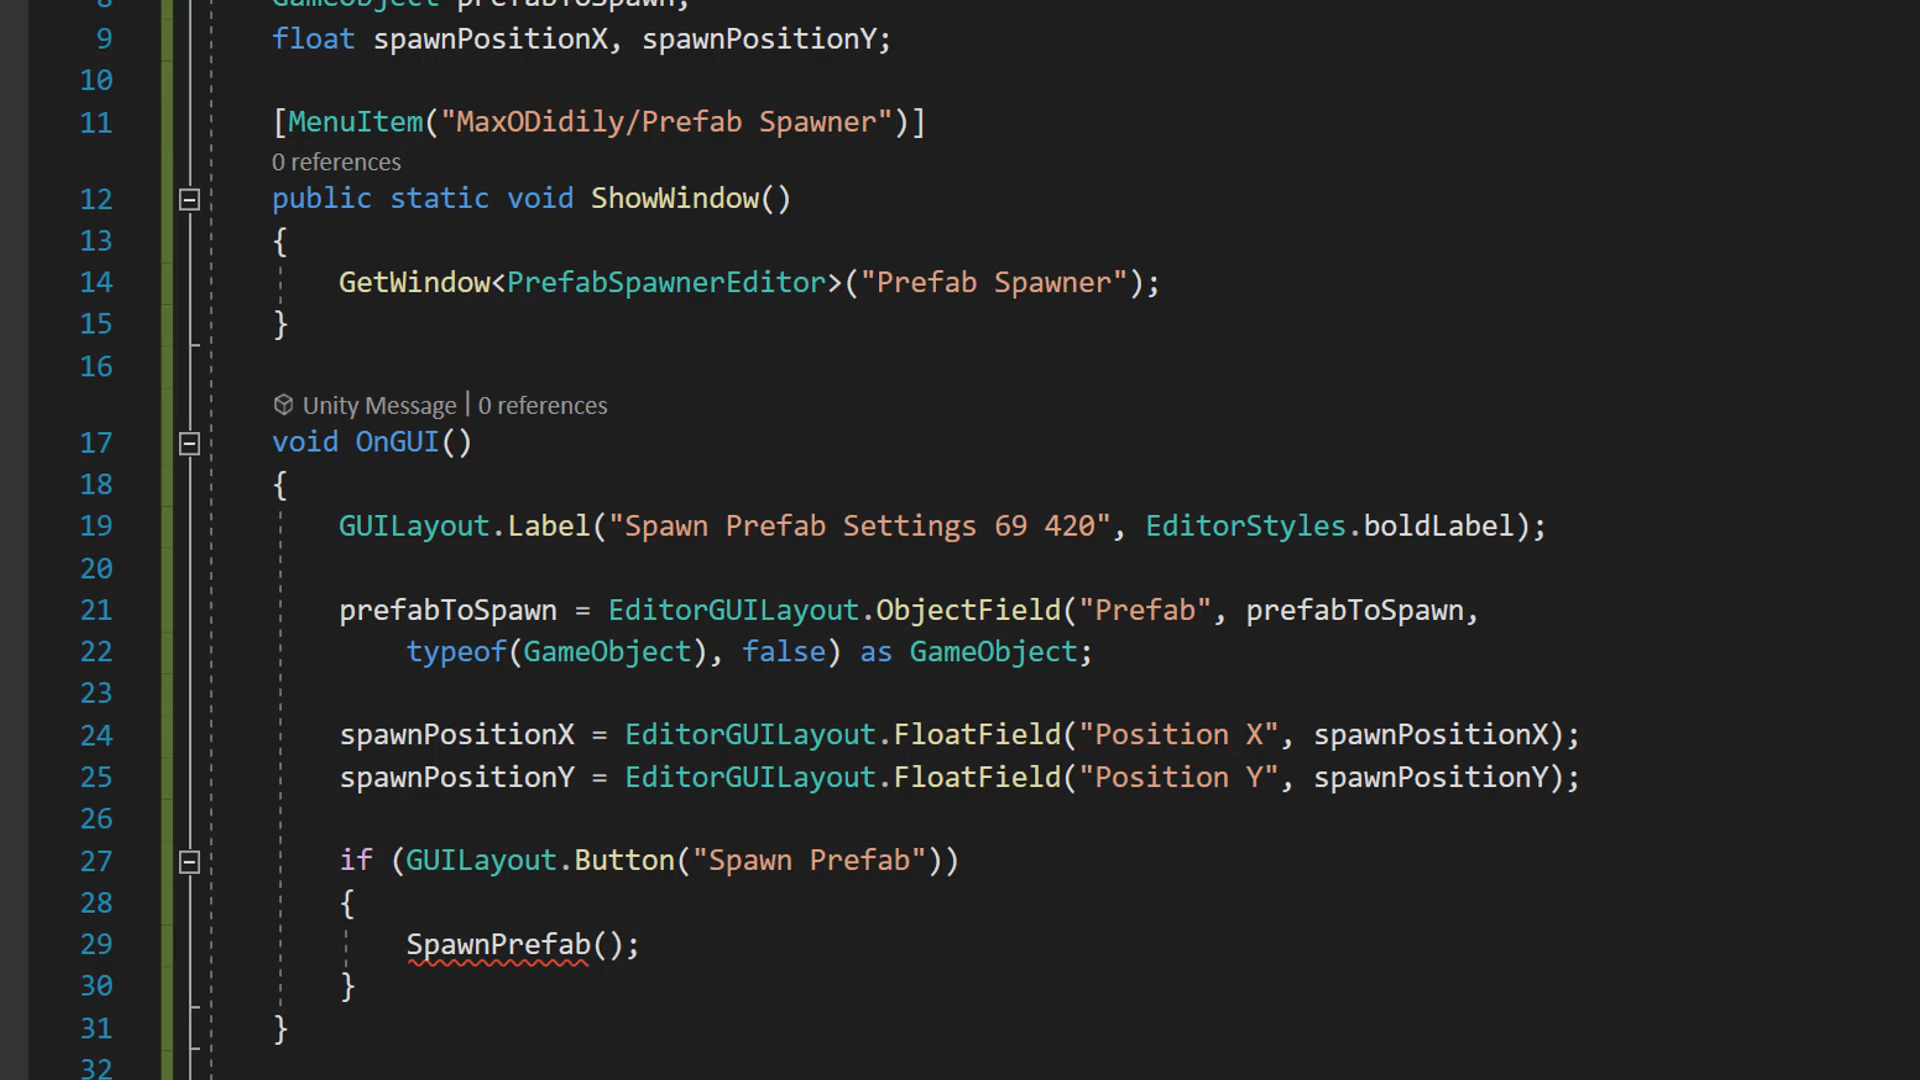 8 GameObject prefabToSpawn;
9 float spawnPositionX, spawnPositionY;
10
11 [MenuItem("MaxODidily/Prefab Spawner")]
0 references
12 public static void ShowWindow()
13 {
14 GetWindow<PrefabSpawnerEditor>("Prefab Spawner");
15 }
16
Unity Message | 0 references
17 void OnGUI()
18 {
19 GUILayout.Label("Spawn Prefab Settings 69 420", EditorStyles.boldLabel);
20
21 prefabToSpawn = EditorGUILayout.ObjectField("Prefab", prefabToSpawn,
22 typeof(GameObject), false) as GameObject;
23
24 spawnPositionX = EditorGUILayout.FloatField("Position X", spawnPositionX);
25 spawnPositionY = EditorGUILayout.FloatField("Position Y", spawnPositionY);
26
27 if (GUILayout.Button("Spawn Prefab"))
28 {
29 SpawnPrefab();
30 }
31 }
32